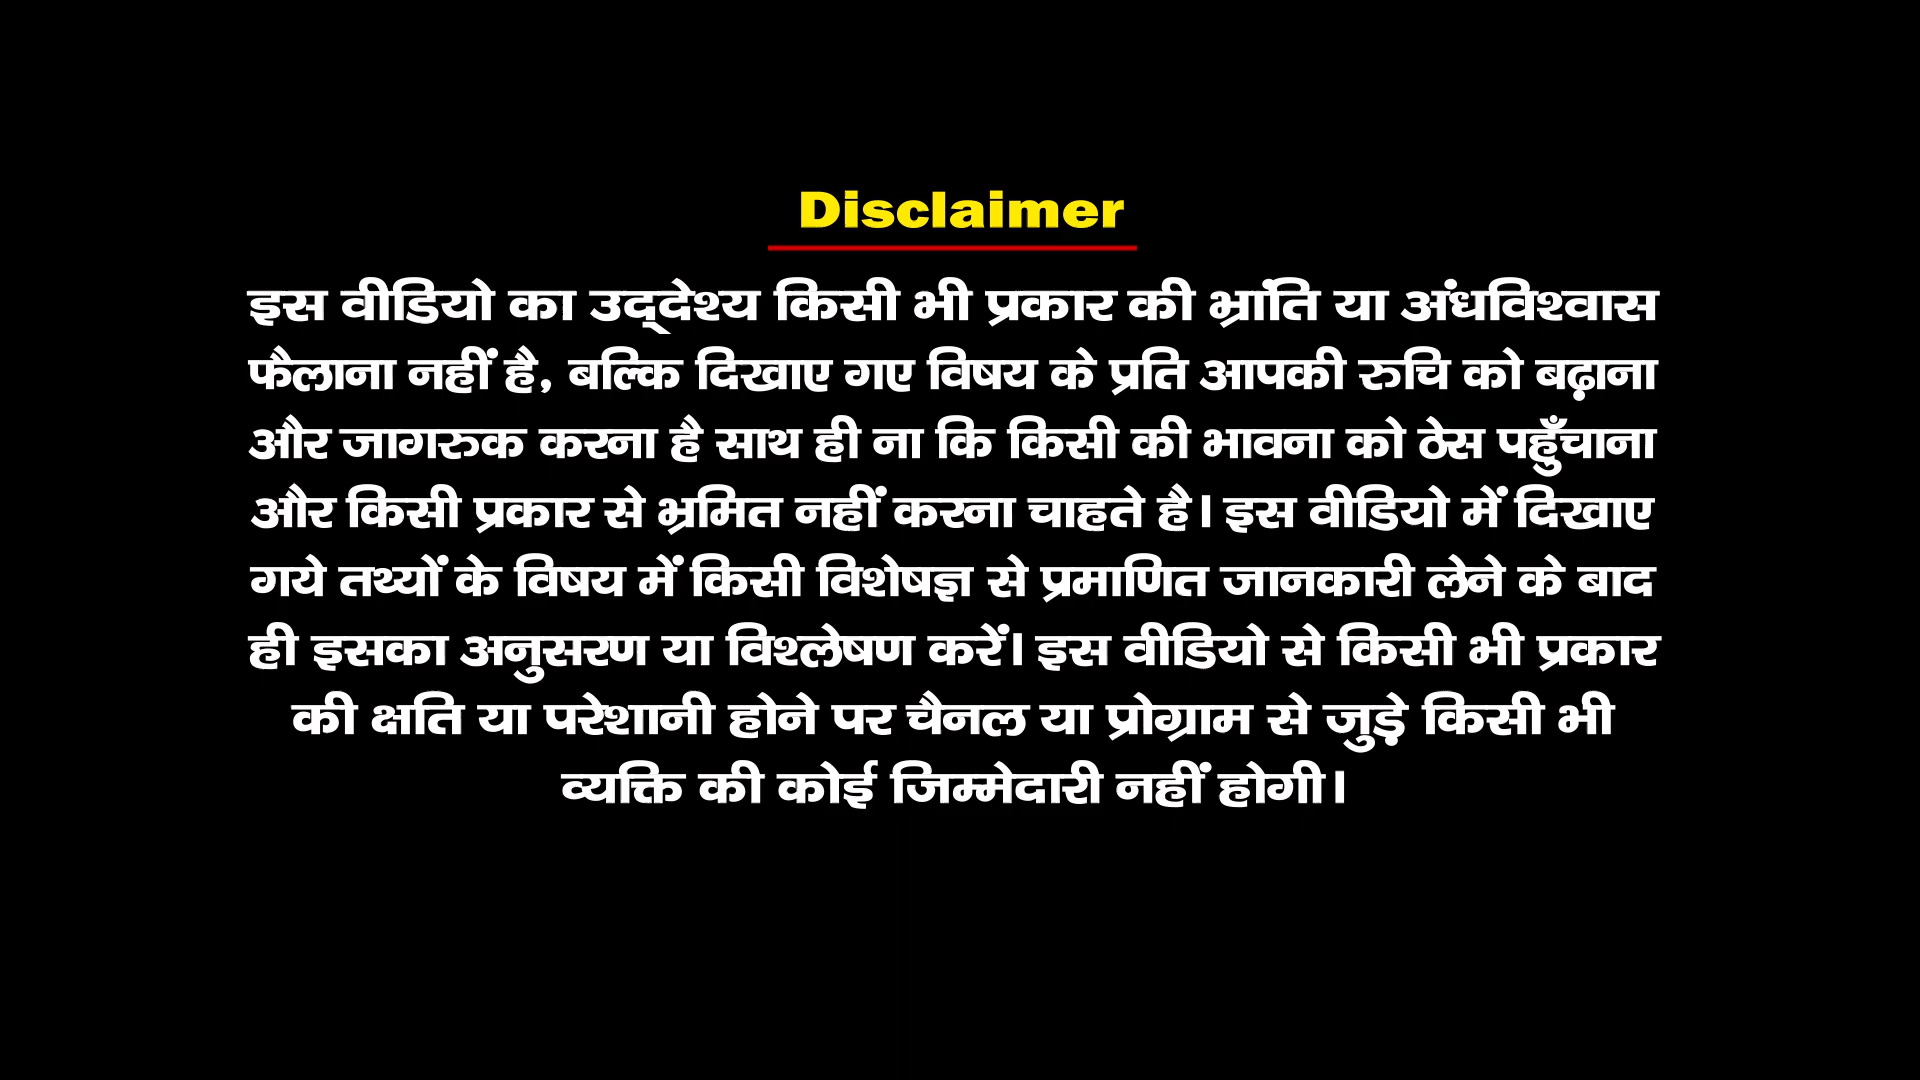 Disclaimer
इस वीडियो का उद्‌देश्य किसी भी प्रकार की भ्रांति या अंधविश्वास
फैलाना नहीं है, बल्कि दिखाए गए विषय के प्रति आपकी रुचि को बढ़ाना
और जागरुक करना है साथ ही ना कि किसी की भावना को ठेस पहुँचाना
और किसी प्रकार से भ्रमित नहीं करना चाहते है। इस वीडियो में दिखाए
गये तथ्यों के विषय में किसी विशेषज्ञ से प्रमाणित जानकारी लेने के बाद
ही इसका अनुसरण या विश्लेषण करें। इस वीडियो से किसी भी प्रकार
की क्षति या परेशानी होने पर चैनल या प्रोग्राम से जुड़े किसी भी
व्यक्ति की कोई जिम्मेदारी नहीं होगी।